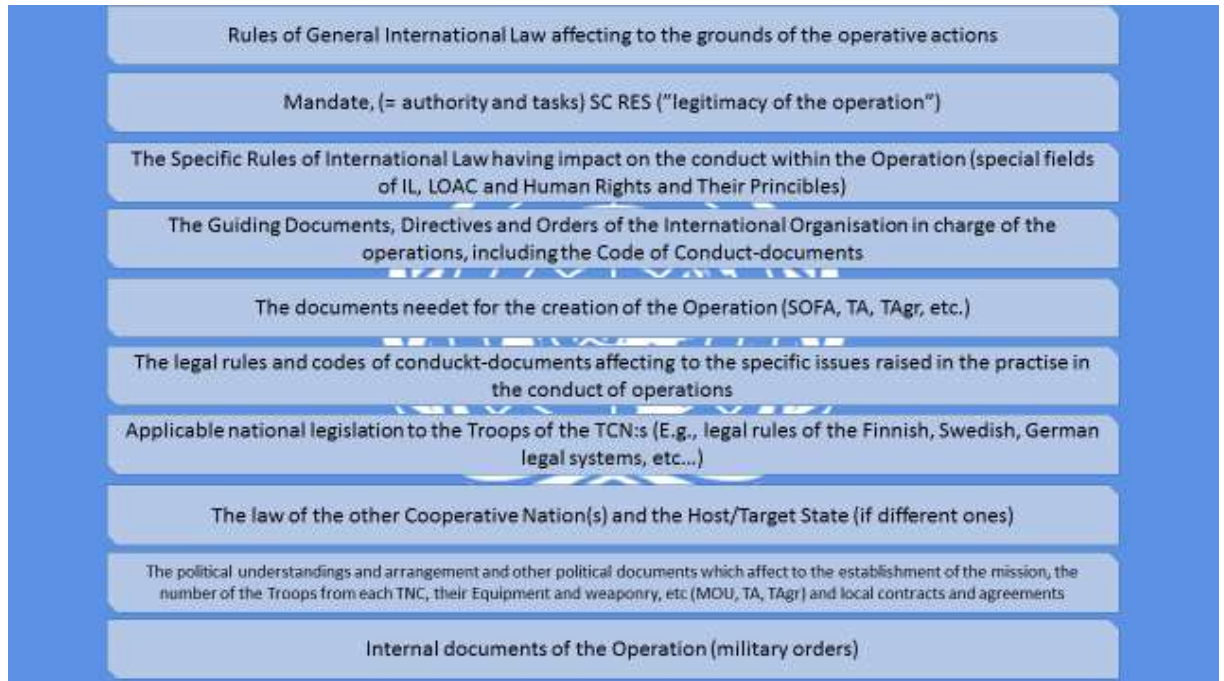 Rules of General International Law affecting to the grounds of the operative actions
Mandate, (= authority and tasks) SC RES (”legitimacy of the operation”)
The Specific Rules of International Law having impact on the conduct within the Operation (special fields
of IL, LOAC and Human Rights and Their Princibles)
The Guiding Documents, Directives and Orders of the International Organisation in charge of the
operations, including the Code of Conduct-documents
The documents needet for the creation of the Operation (SOFA, TA, TAgr, etc.)
The legal rules and codes of conduckt-documents affecting to the specific issues raised in the practise in
the conduct of operations
Applicable national legislation to the Troops of the TCN:s (E.g., legal rules of the Finnish, Swedish, German
legal systems, etc...)
The law of the other Cooperative Nation(s) and the Host/Target State (if different ones)
The political understandings and arrangement and other political documents which affect to the establishment of the mission, the
number of the Troops from each TNC, their Equipment and weaponry, etc (MOU, TA, TAgr) and local contracts and agreements
Internal documents of the Operation (military orders)